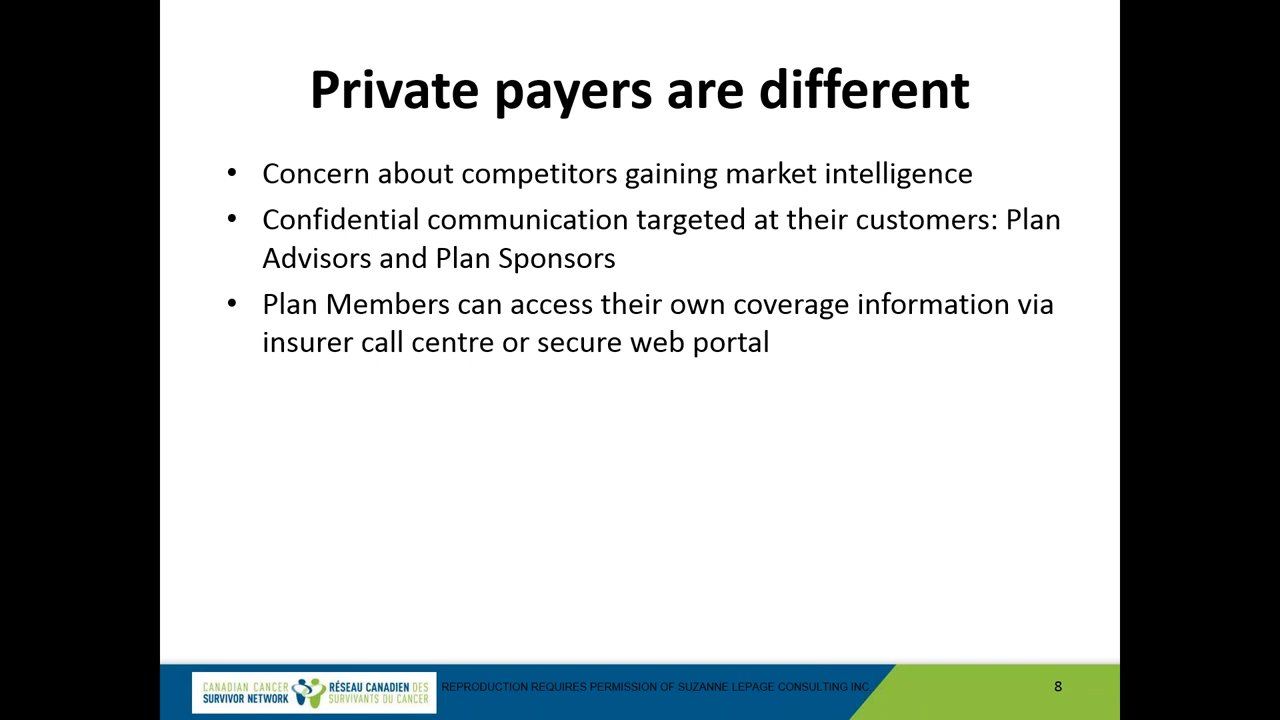 Private payers are different
• Concern about competitors gaining market intelligence
• Confidential communication targeted at their customers: Plan
Advisors and Plan Sponsors
• Plan Members can access their own coverage information via
insurer call centre or secure web portal
CANADIAN CANCER
SURVIVOR NETWORK
RÉSEAU CANADIEN DES
SURVIVANTS DU CANCER
REPRODUCTION REQUIRES PERMISSION OF SUZANNE LEPAGE CONSULTING INC.
8